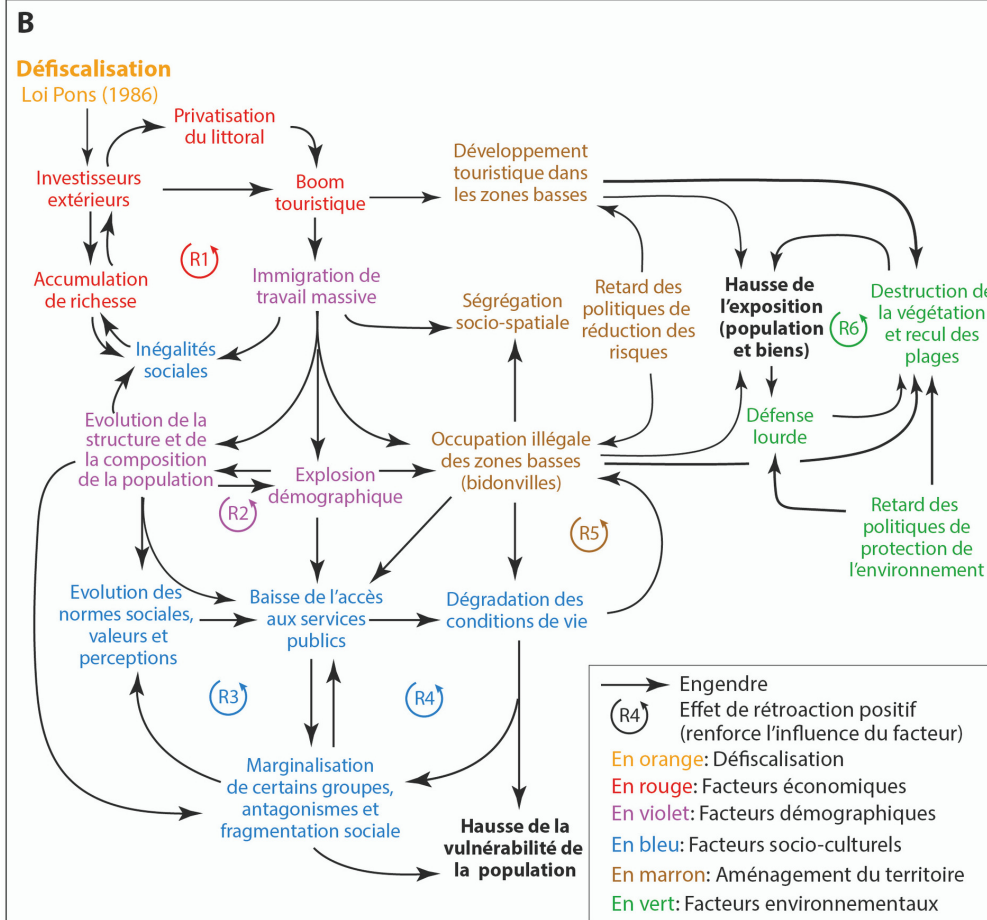 B
Défiscalisation
Loi Pons (1986)
Privatisation
du littoral
Investisseurs
extérieurs
Boom
touristique
Développement
touristique dans
les zones basses
R1
Accumulation
de richesse
Immigration de
travail massive
Ségrégation
socio-spatiale
Retard des
politiques de
réduction des
risques
Hausse de
l'exposition
(population
et biens)
R6
Destruction de
la végétation
et recul des
plages
Inégalités
sociales
Evolution de la
structure et de
la composition
de la population
Explosion
démographique
Occupation illégale
des zones basses
(bidonvilles)
Défense
lourde
R2
R5
Retard des
politiques de
protection de
l'environnement
Evolution des
normes sociales,
valeurs et
perceptions
Baisse de l'accès
aux services
publics
Dégradation des
conditions de vie
R3
R4
Marginalisation
de certains groupes,
antagonismes et
fragmentation sociale
Hausse de la
vulnérabilité de
la population
Engendre
R4
Effet de rétroaction positif
(renforce l'influence du facteur)
En orange: Défiscalisation
En rouge: Facteurs économiques
En violet: Facteurs démographiques
En bleu: Facteurs socio-culturels
En marron: Aménagement du territoire
En vert: Facteurs environnementaux